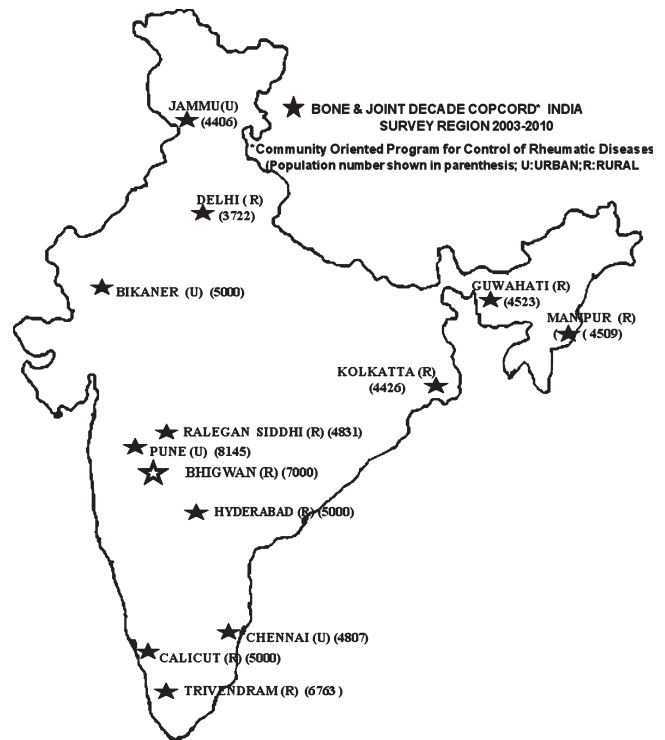 JAMMU(U)
(4406)
BONE & JOINT DECADE COPCORD* INDIA
SURVEY REGION 2003-2010
*Community Oriented Program for Control of Rheumatic Diseases
(Population number shown in parenthesis; U:URBAN;R:RURAL
DELHI ( R)
(3722)
BIKANER (U) (5000)
GUWAHATI (R)
(4523)
MANIPUR (R)
( ( 4509)
KOLKATTA (R)
(4426)
RALEGAN SIDDHI (R) (4831)
PUNE (U) (8145)
BHIGWAN (R) (7000)
HYDERABAD (R) (5000)
CHENNAI (U) (4807)
CALICUT (R) (5000)
TRIVENDRAM (R) (6763)